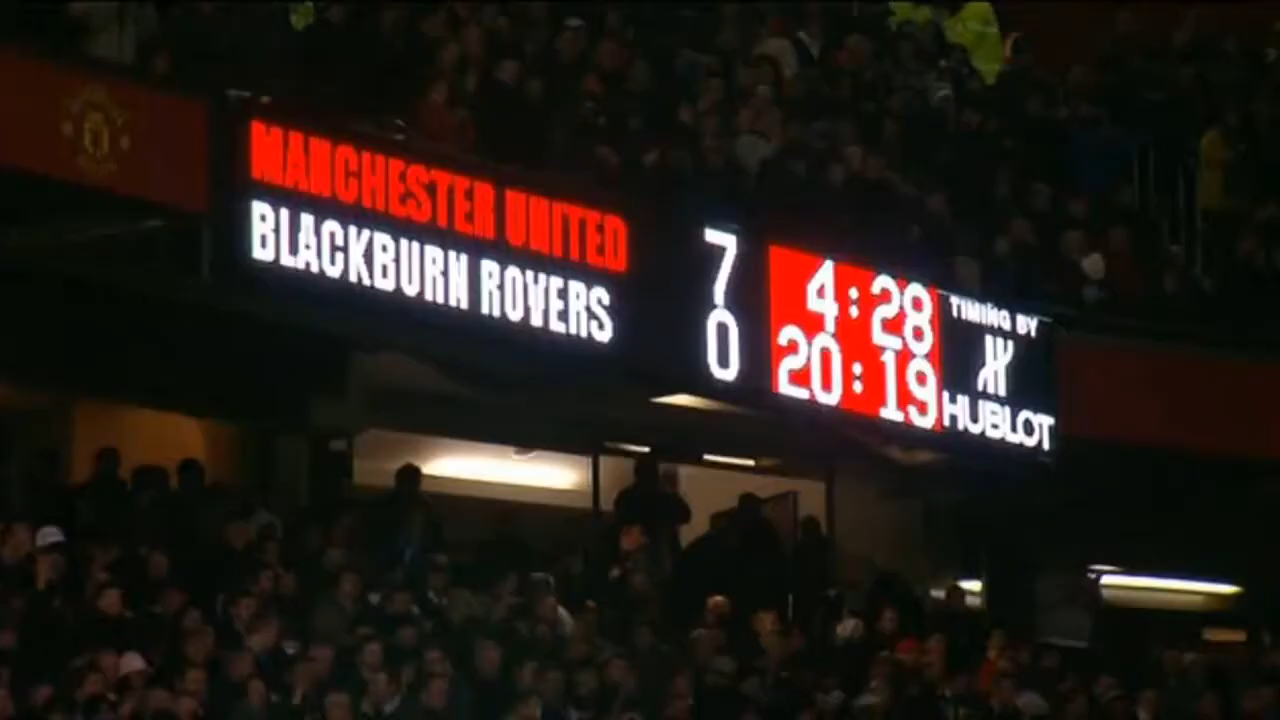 MANCHESTER UNITED 7
BLACKBURN ROVERS 0
4:28
20:19
TIMING BY
HUBLOT